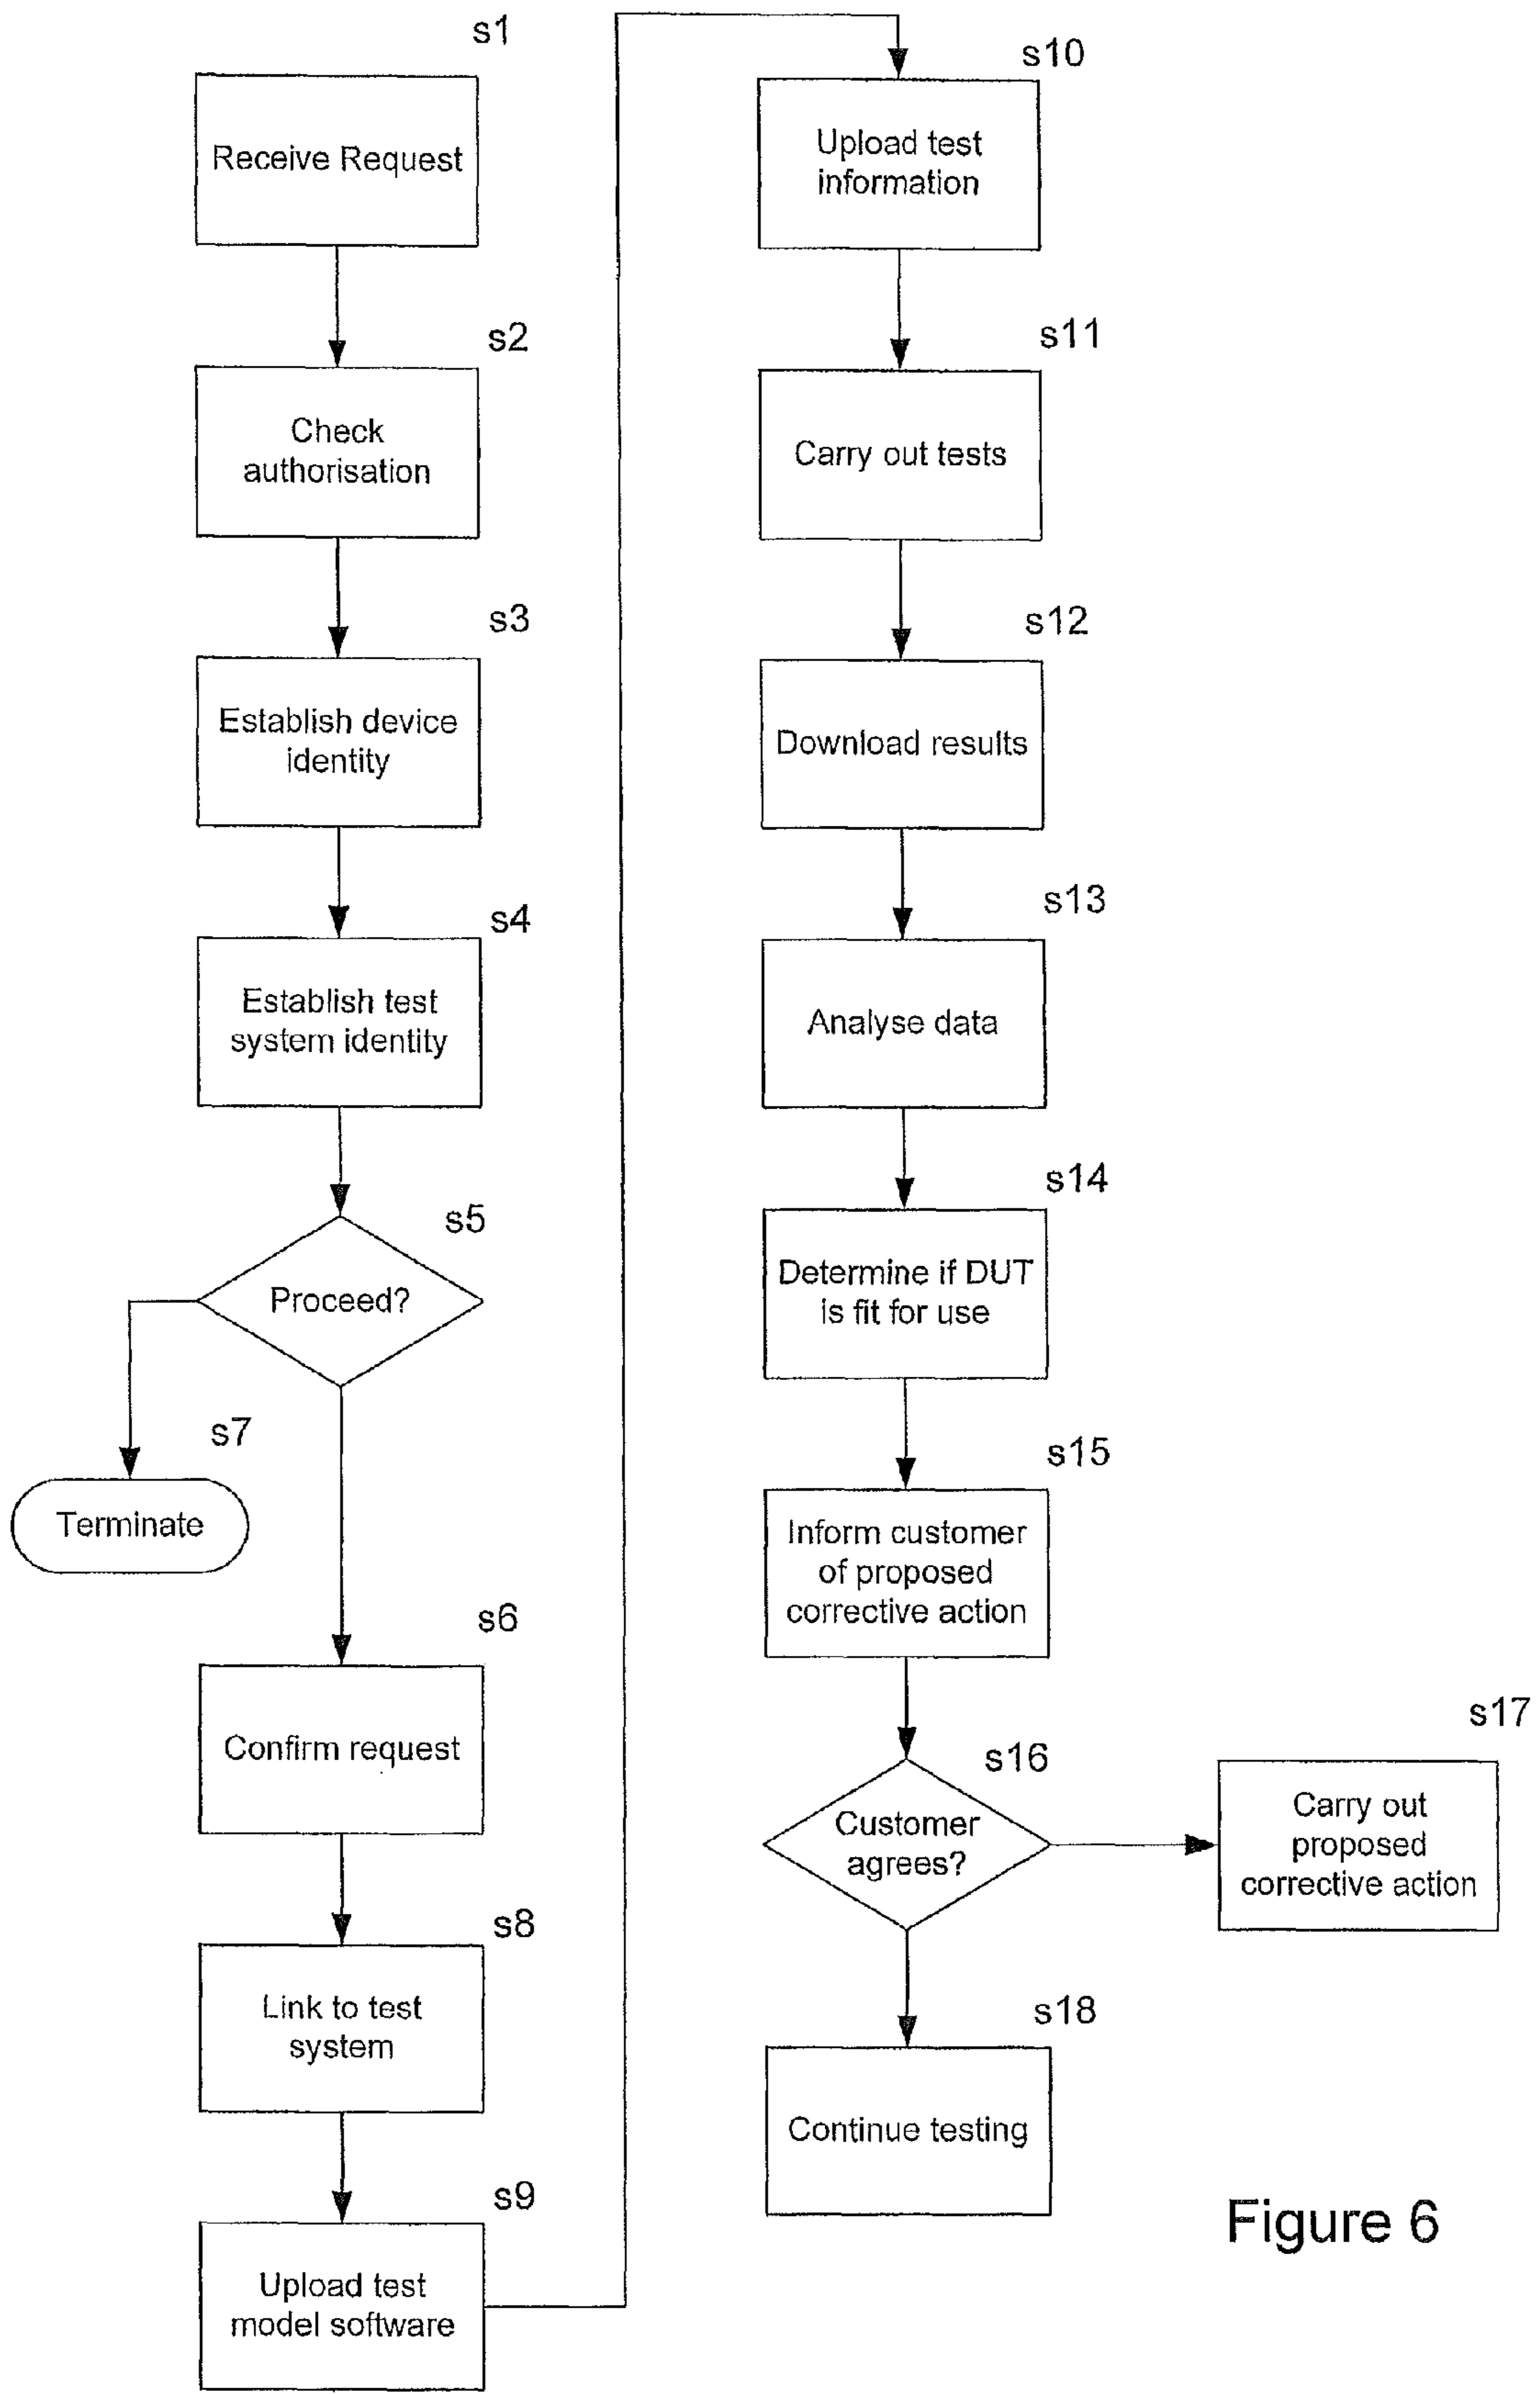 s1
Receive Request
s2
Check
authorisation
s3
Establish device
identity
s4
Establish test
system identity
s5
Proceed?
s7
Terminate
s6
Confirm request
s8
Link to test
system
s9
Upload test
model software
s10
Upload test
information
s11
Carry out tests
s12
Download results
s13
Analyse data
s14
Determine if DUT
is fit for use
s15
Inform customer
of proposed
corrective action
s16
Customer
agrees?
s17
Carry out
proposed
corrective action
s18
Continue testing
Figure 6